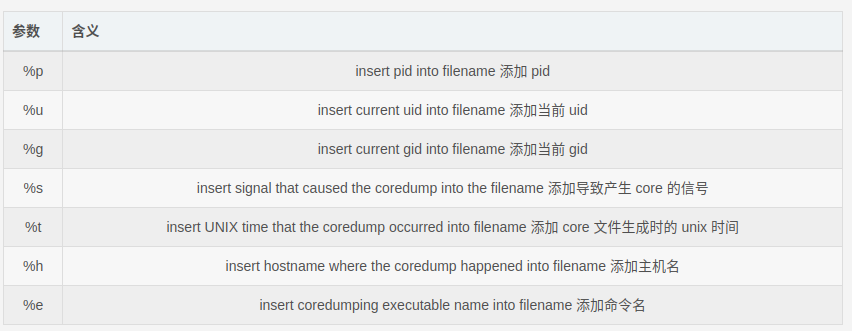 参数 含义
%p insert pid into filename 添加 pid
%u insert current uid into filename 添加当前 uid
%g insert current gid into filename 添加当前 gid
%s insert signal that caused the coredump into the filename 添加导致产生 core 的信号
%t insert UNIX time that the coredump occurred into filename 添加 core 文件生成时的 unix 时间
%h insert hostname where the coredump happened into filename 添加主机名
%e insert coredumping executable name into filename 添加命令名